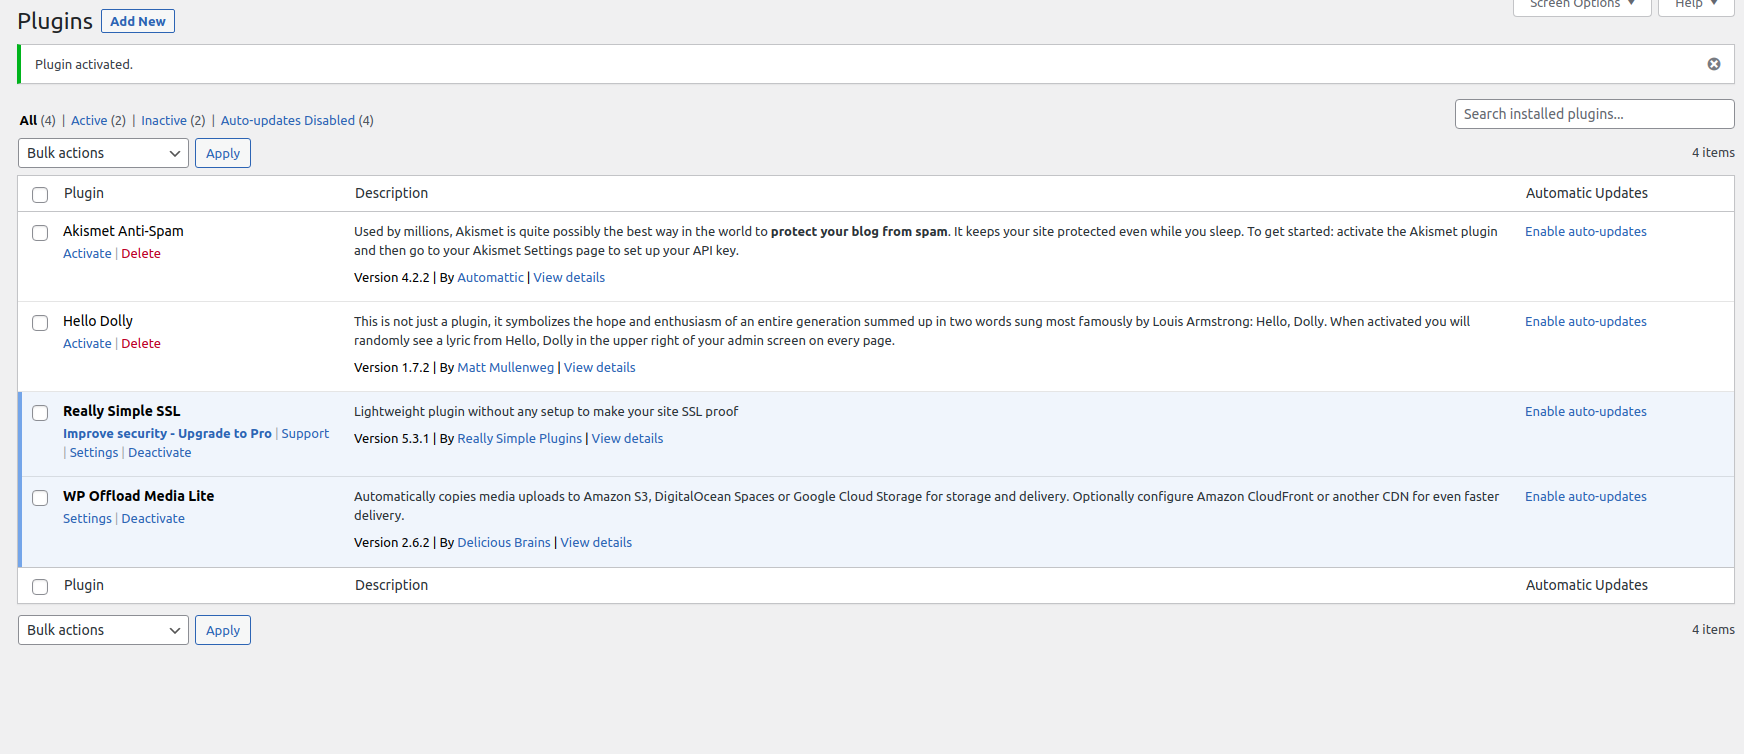 Screen Options ▼ Help ▼
Plugins Add New
Plugin activated.
All (4) | Active (2) | Inactive (2) | Auto-updates Disabled (4)
Search installed plugins...
Bulk actions Apply
4 items
Plugin Description Automatic Updates
Akismet Anti-Spam
Activate | Delete
Used by millions, Akismet is quite possibly the best way in the world to protect your blog from spam. It keeps your site protected even while you sleep. To get started: activate the Akismet plugin
and then go to your Akismet Settings page to set up your API key.
Version 4.2.2 | By Automattic | View details
Enable auto-updates
Hello Dolly
Activate | Delete
This is not just a plugin, it symbolizes the hope and enthusiasm of an entire generation summed up in two words sung most famously by Louis Armstrong: Hello, Dolly. When activated you will
randomly see a lyric from Hello, Dolly in the upper right of your admin screen on every page.
Version 1.7.2 | By Matt Mullenweg | View details
Enable auto-updates
Really Simple SSL
Improve security - Upgrade to Pro | Support
| Settings | Deactivate
Lightweight plugin without any setup to make your site SSL proof
Version 5.3.1 | By Really Simple Plugins | View details
Enable auto-updates
WP Offload Media Lite
Settings | Deactivate
Automatically copies media uploads to Amazon S3, DigitalOcean Spaces or Google Cloud Storage for storage and delivery. Optionally configure Amazon CloudFront or another CDN for even faster
delivery.
Version 2.6.2 | By Delicious Brains | View details
Enable auto-updates
Plugin Description Automatic Updates
Bulk actions Apply
4 items